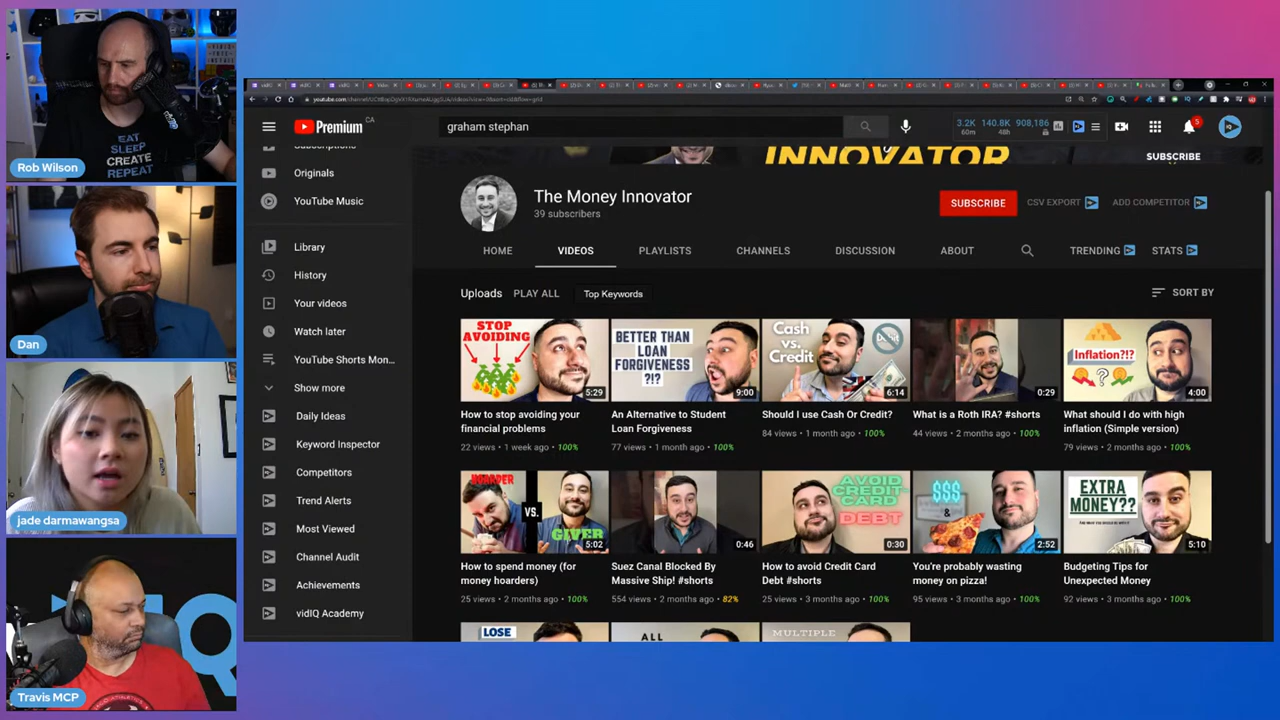 EAT
SLEEP
CREATE
REPEAT
Rob Wilson
Dan
jade darmawangsa
Travis MCP
Premium
CA
graham stephan
3.2K 140.8K 908,186
60m 48h
5
Subscriptions
Originals
YouTube Music
Library
History
Your videos
Watch later
YouTube Shorts Mon...
Show more
Daily Ideas
Keyword Inspector
Competitors
Trend Alerts
Most Viewed
Channel Audit
Achievements
vidIQ Academy
INNOVATOR
SUBSCRIBE
The Money Innovator
39 subscribers
SUBSCRIBE
CSV EXPORT
ADD COMPETITOR
HOME
VIDEOS
PLAYLISTS
CHANNELS
DISCUSSION
ABOUT
TRENDING
STATS
Uploads
PLAY ALL
Top Keywords
SORT BY
STOP
AVOIDING
5:29
How to stop avoiding your
financial problems
22 views • 1 week ago • 100%
BETTER THAN
LOAN
FORGIVENESS
?!?
9:00
An Alternative to Student
Loan Forgiveness
77 views • 1 month ago • 100%
Cash
vs.
Credit
Debit
6:14
Should I use Cash Or Credit?
84 views • 1 month ago • 100%
0:29
What is a Roth IRA? #shorts
44 views • 2 months ago • 100%
Inflation?!?
?
4:00
What should I do with high
inflation (Simple version)
79 views • 2 months ago • 100%
HOARDER
VS.
GIVER
5:02
How to spend money (for
money hoarders)
25 views • 2 months ago • 100%
0:46
Suez Canal Blocked By
Massive Ship! #shorts
554 views • 2 months ago • 82%
AVOID
CREDIT
CARD
DEBT
0:30
How to avoid Credit Card
Debt #shorts
25 views • 3 months ago • 100%
$$$
&
2:52
You're probably wasting
money on pizza!
95 views • 3 months ago • 100%
EXTRA
MONEY??
5:10
Budgeting Tips for
Unexpected Money
92 views • 3 months ago • 100%
LOSE
ALL
MULTIPLE